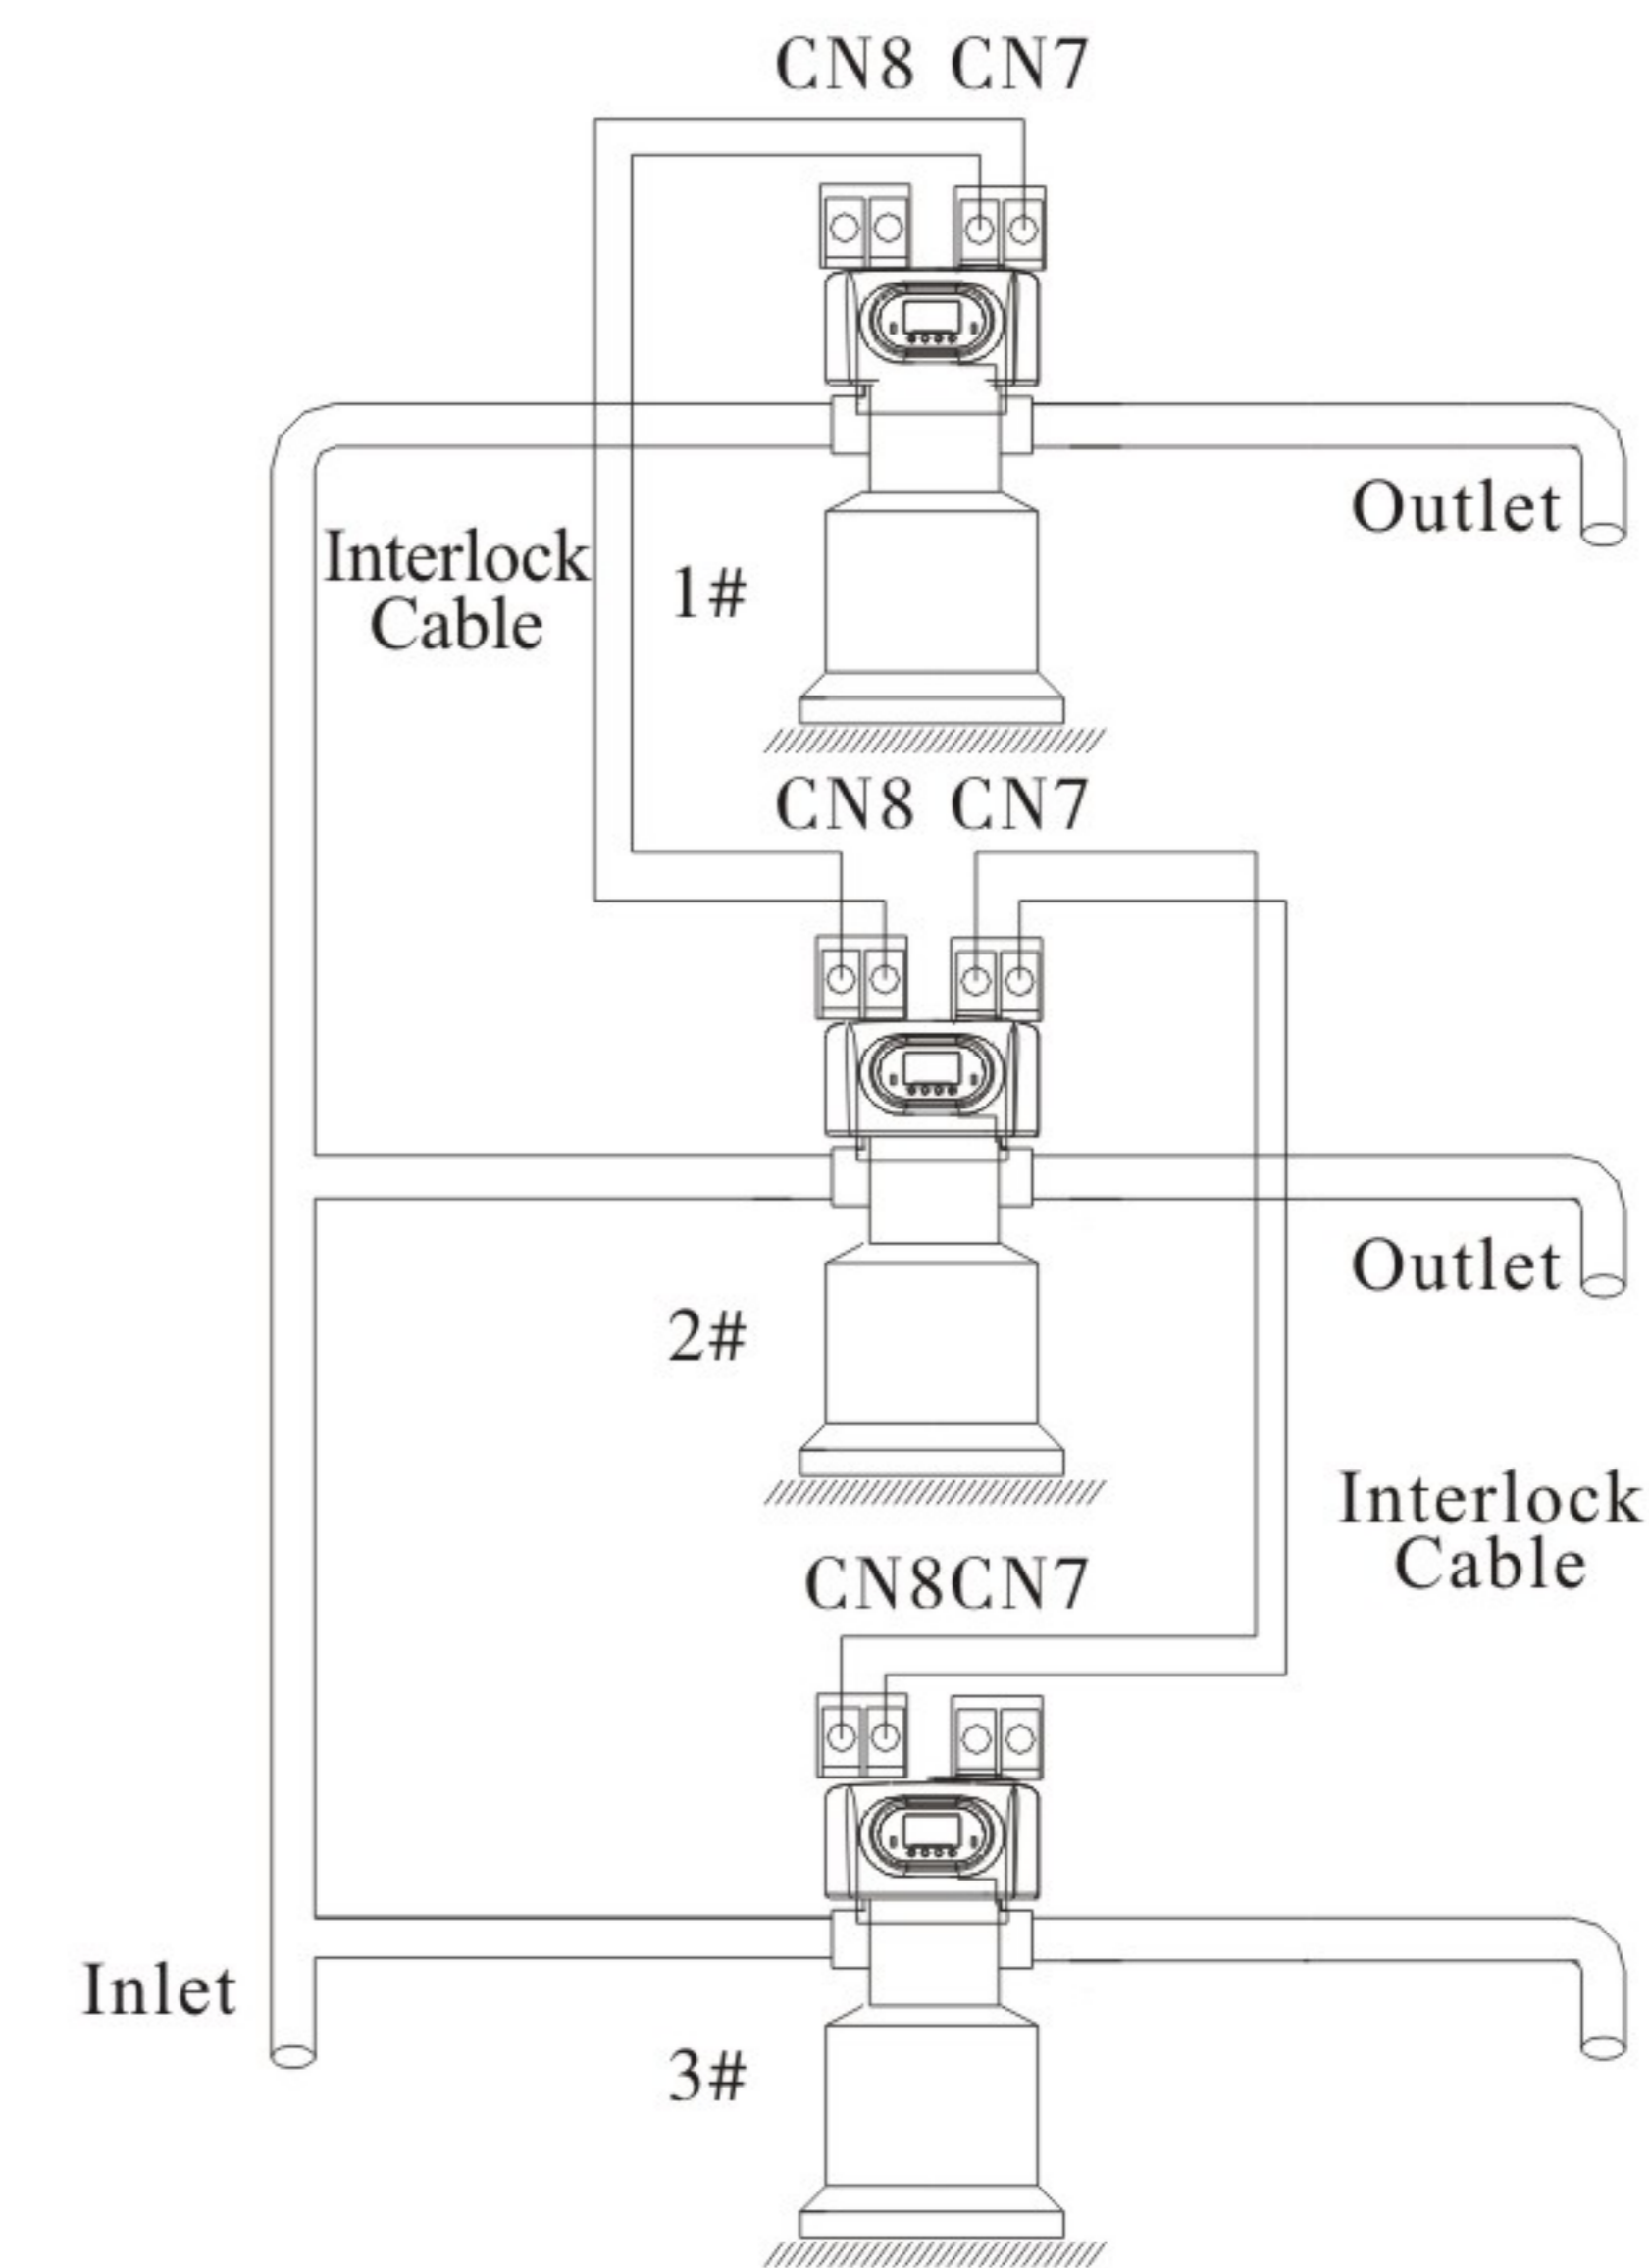 CN8 CN7
Outlet
Interlock
Cable
1#
CN8 CN7
Outlet
2#
Interlock
Cable
CN8CN7
Inlet
3#